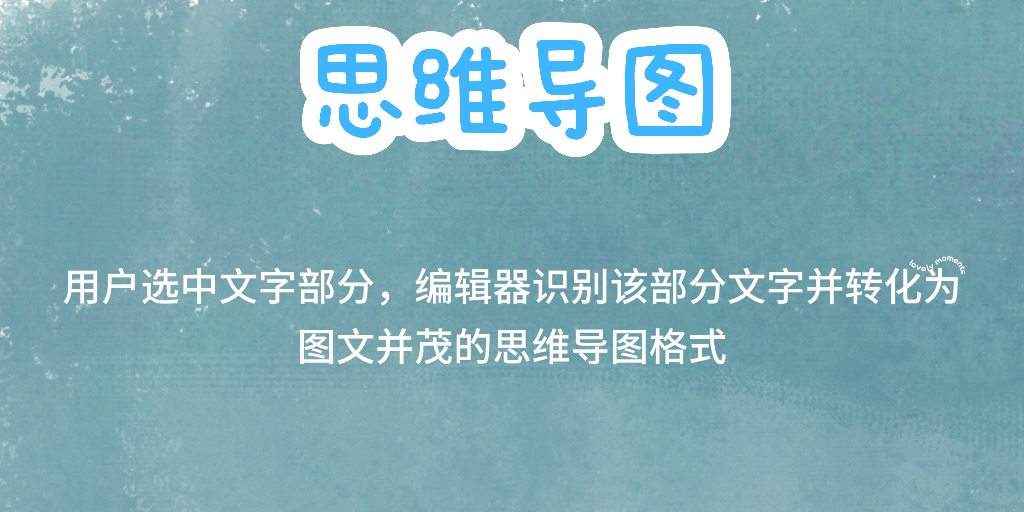 思维导图
lovely moments
用户选中文字部分，编辑器识别该部分文字并转化为
图文并茂的思维导图格式